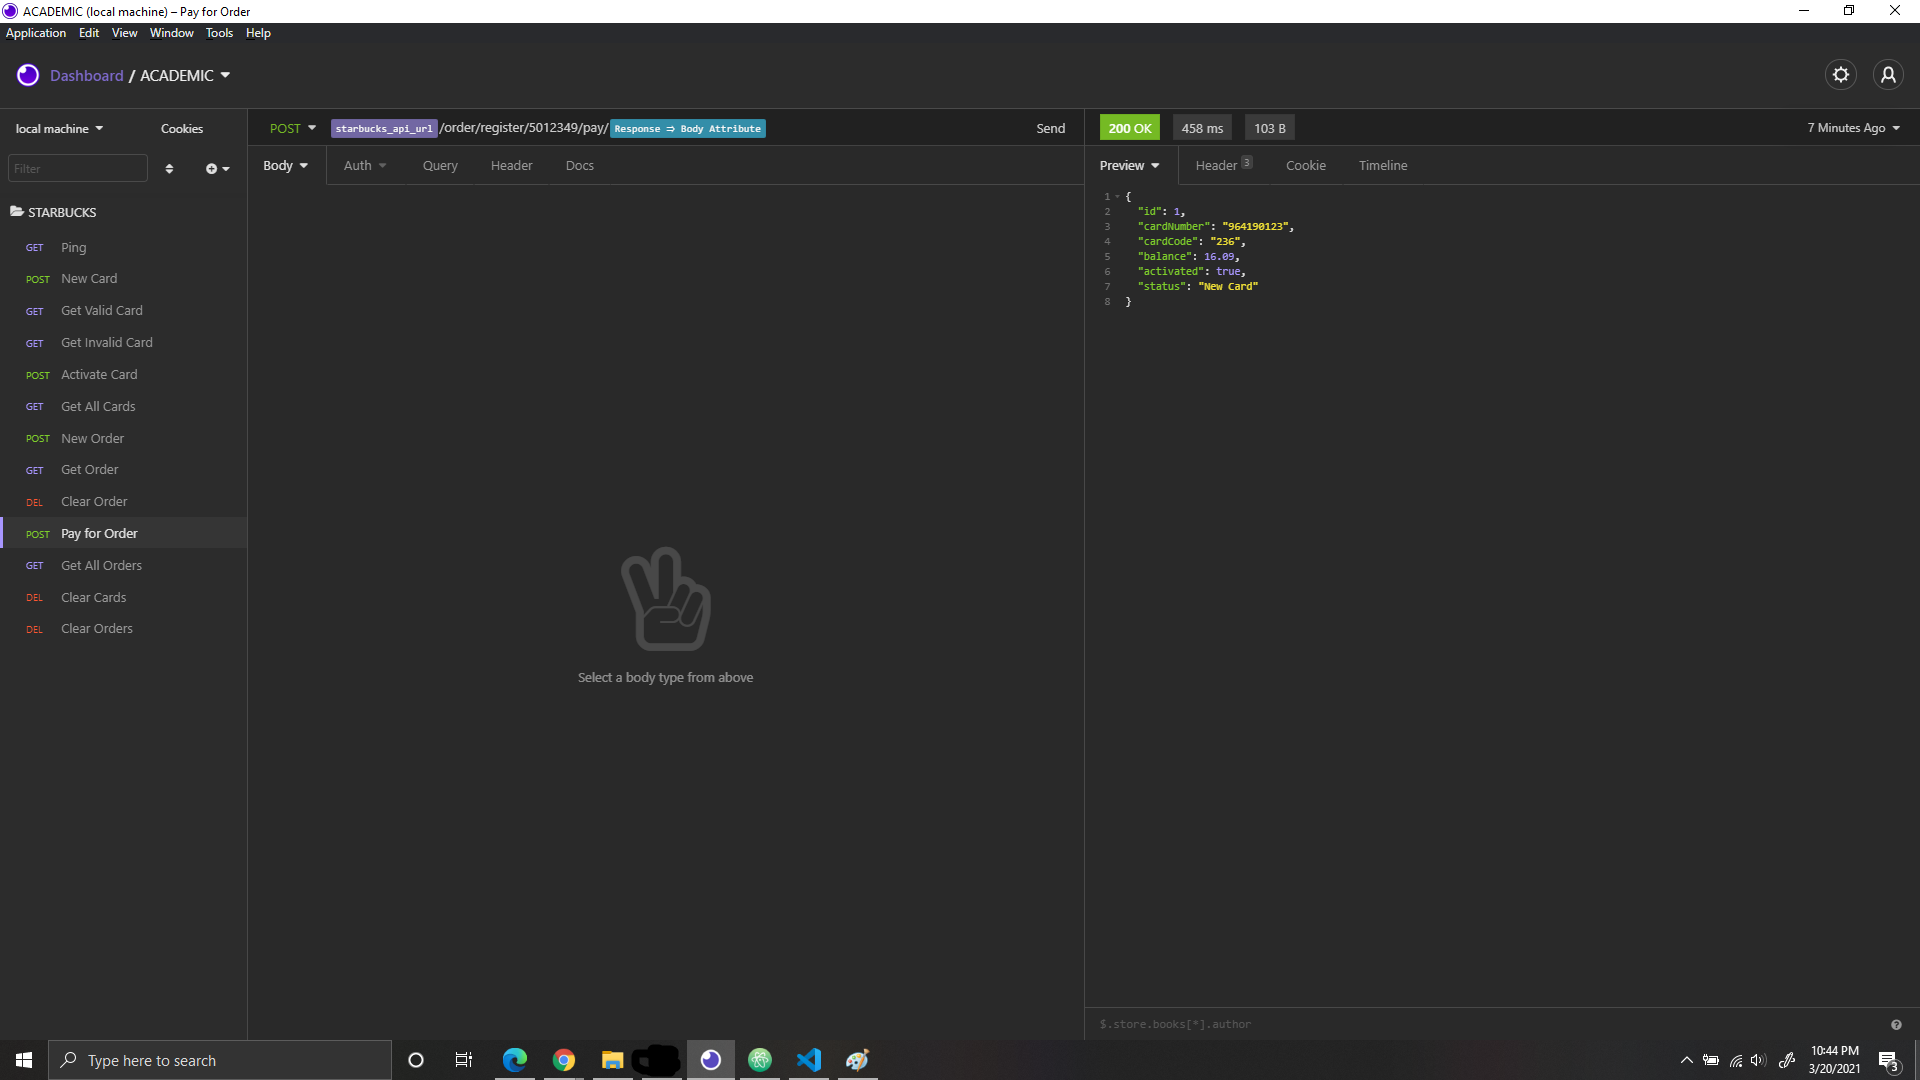 ACADEMIC (local machine) – Pay for Order
Application Edit View Window Tools Help
Dashboard / ACADEMIC
local machine Cookies
Filter
STARBUCKS
GET Ping
POST New Card
GET Get Valid Card
GET Get Invalid Card
POST Activate Card
GET Get All Cards
POST New Order
GET Get Order
DEL Clear Order
POST Pay for Order
GET Get All Orders
DEL Clear Cards
DEL Clear Orders
POST starbucks_api_url/order/register/5012349/pay/Response ⇒ Body Attribute Send
Body Auth Query Header Docs
Select a body type from above
200 OK 458 ms 103 B 7 Minutes Ago
Preview Header 3 Cookie Timeline
1 {
2 "id": 1,
3 "cardNumber": "964190123",
4 "cardCode": "236",
5 "balance": 16.09,
6 "activated": true,
7 "status": "New Card"
8 }
$.store.books[*].author
Type here to search
10:44 PM
3/20/2021
3